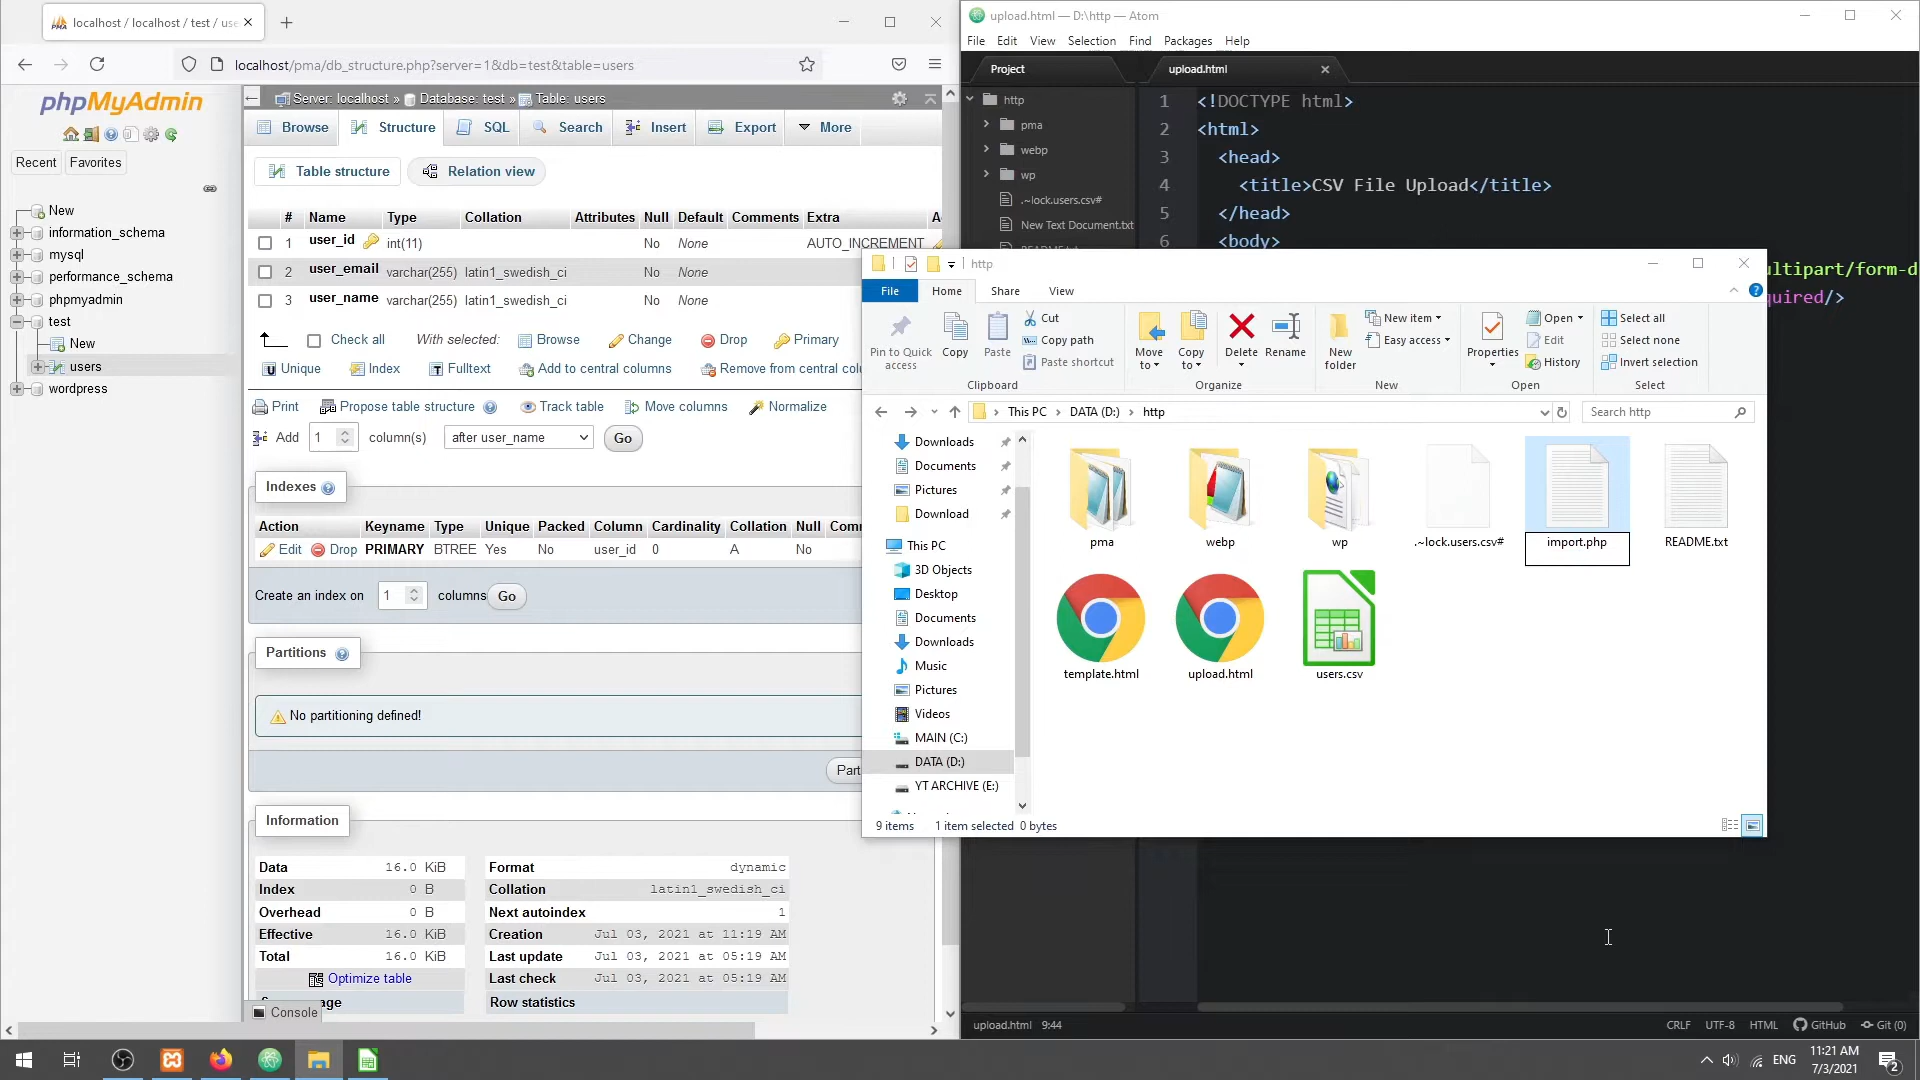 localhost / localhost / test / use
localhost/pma/db_structure.php?server=1&db=test&table=users
phpMyAdmin
Recent
Favorites
New
information_schema
mysql
performance_schema
phpmyadmin
test
New
users
wordpress
Server: localhost » Database: test » Table: users
Browse Structure SQL Search Insert Export More
Table structure Relation view
# Name Type Collation Attributes Null Default Comments Extra A
1 user_id int(11) No None AUTO_INCREMENT
2 user_email varchar(255) latin1_swedish_ci No None
3 user_name varchar(255) latin1_swedish_ci No None
Check all With selected: Browse Change Drop Primary
Unique Index Fulltext Add to central columns Remove from central colu
Print Propose table structure Track table Move columns Normalize
Add 1 column(s) after user_name Go
Indexes
Action Keyname Type Unique Packed Column Cardinality Collation Null Comm
Edit Drop PRIMARY BTREE Yes No user_id 0 A No
Create an index on 1 columns Go
Partitions
No partitioning defined!
Part
Information
Data 16.0 KiB
Index 0 B
Overhead 0 B
Effective 16.0 KiB
Total 16.0 KiB
Optimize table
Format dynamic
Collation latin1_swedish_ci
Next autoindex 1
Creation Jul 03, 2021 at 11:19 AM
Last update Jul 03, 2021 at 05:19 AM
Last check Jul 03, 2021 at 05:19 AM
Row statistics
Console
upload.html — D:\http — Atom
File Edit View Selection Find Packages Help
Project
http
pma
webp
wp
.~lock.users.csv#
New Text Document.txt
upload.html
1 <!DOCTYPE html>
2 <html>
3 <head>
4 <title>CSV File Upload</title>
5 </head>
6 <body>
ultipart/form-d
quired/>
http
File Home Share View
Pin to Quick access
Copy
Paste
Cut
Copy path
Paste shortcut
Clipboard
Move to
Copy to
Delete
Rename
Organize
New folder
New item
Easy access
New
Properties
Open
Edit
History
Open
Select all
Select none
Invert selection
Select
This PC DATA (D:) http
Search http
Downloads
Documents
Pictures
Download
This PC
3D Objects
Desktop
Documents
Downloads
Music
Pictures
Videos
MAIN (C:)
DATA (D:)
YT ARCHIVE (E:)
pma
webp
wp
.~lock.users.csv#
import.php
README.txt
template.html
upload.html
users.csv
9 items 1 item selected 0 bytes
upload.html 9:44
CRLF UTF-8 HTML GitHub Git (0)
ENG
11:21 AM
7/3/2021
2